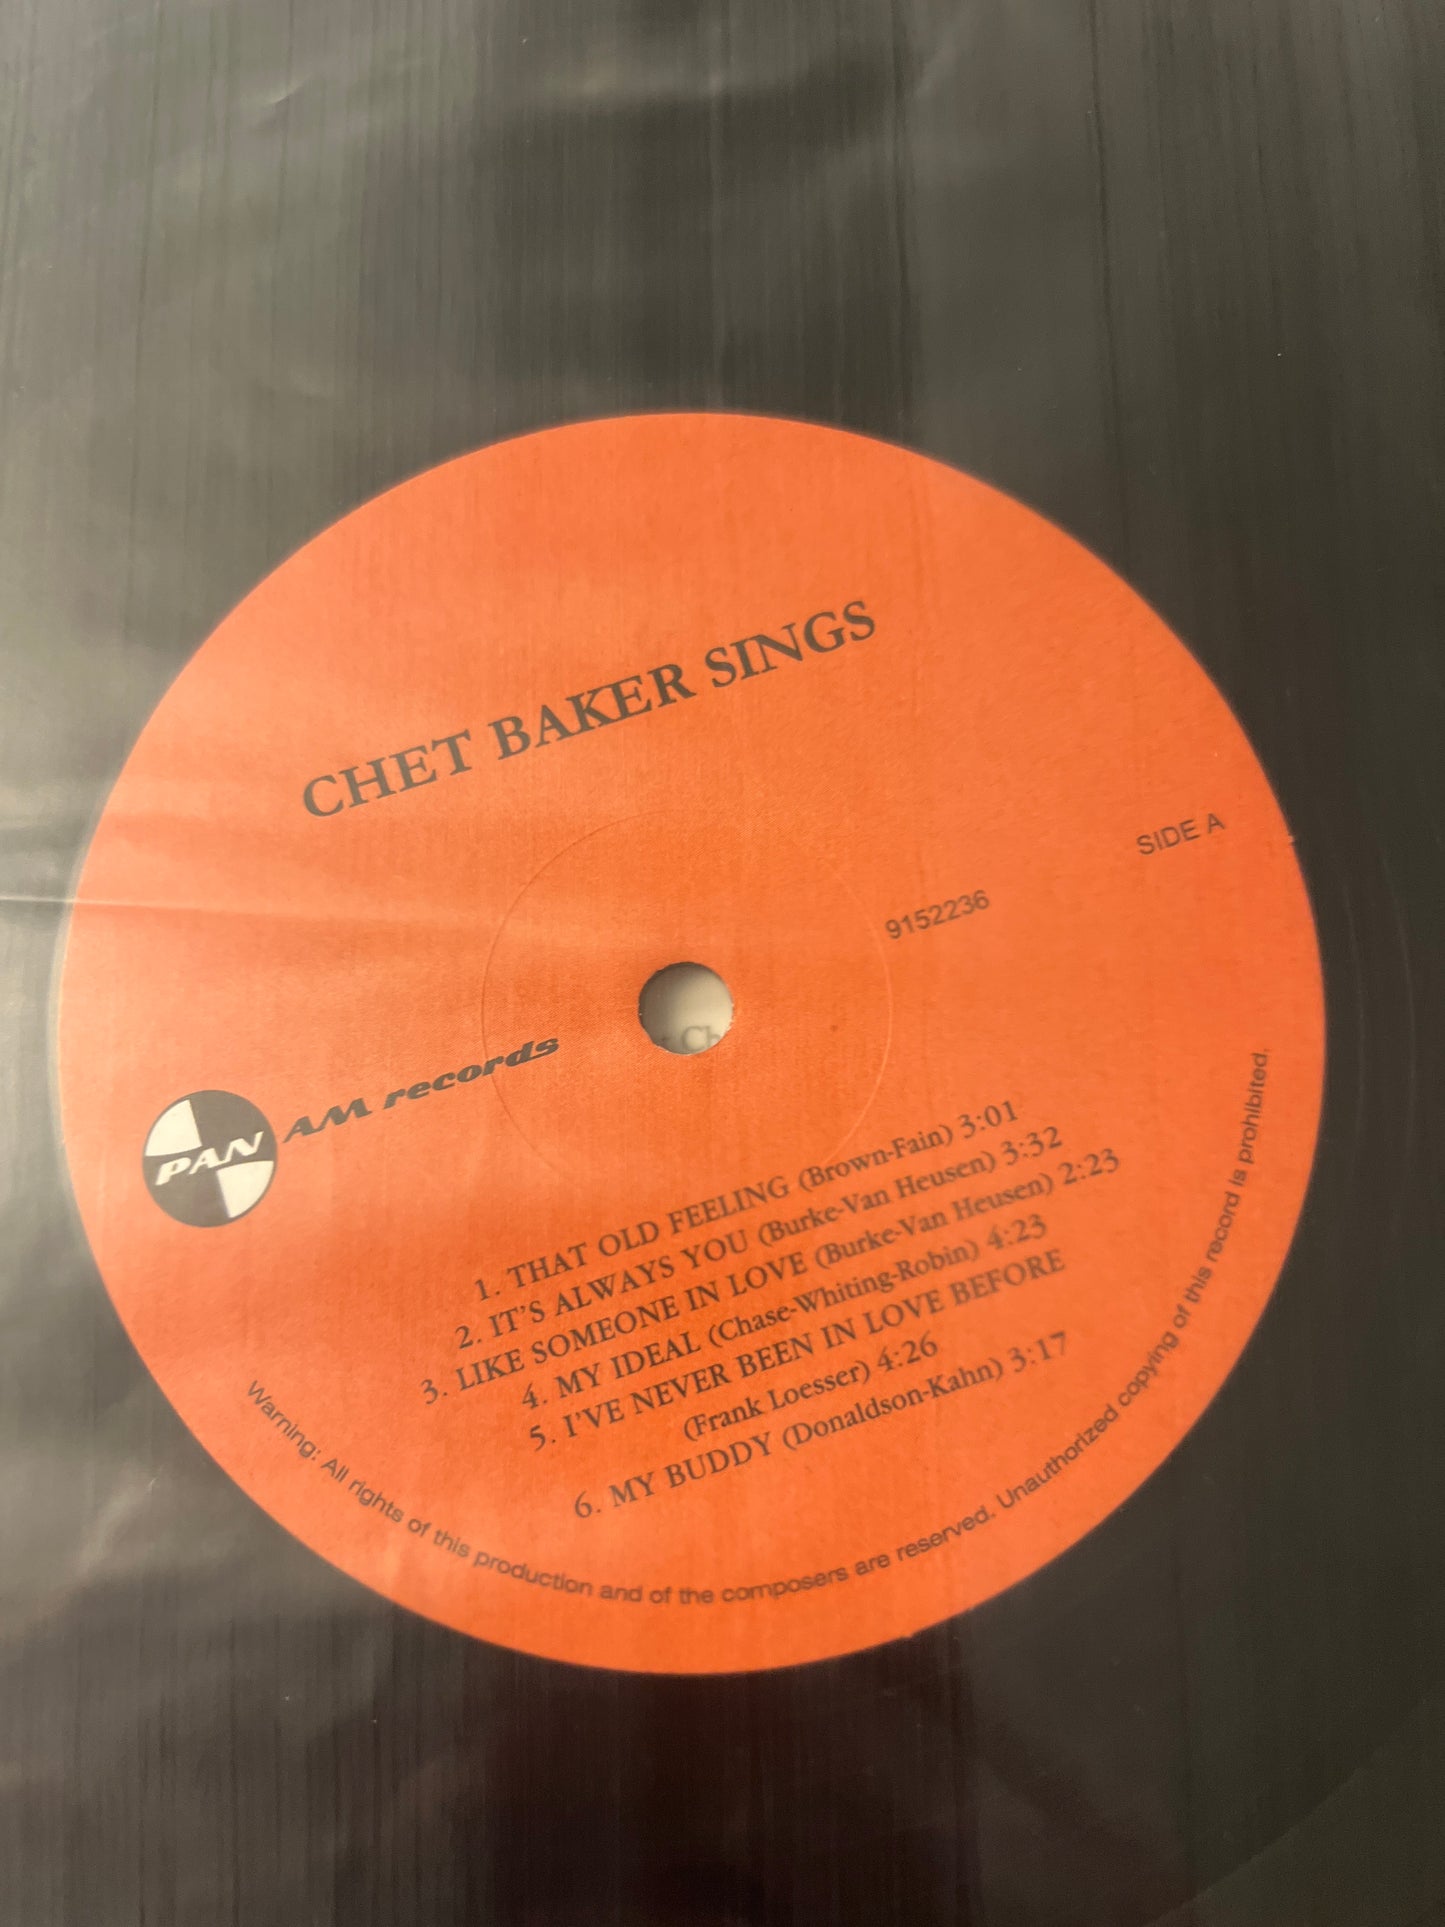 CHET BAKER SINGS
SIDE A
9152236
PAN AM records
1. THAT OLD FEELING (Brown-Fain) 3:01
2. IT'S ALWAYS YOU (Burke-Van Heusen) 3:32
3. LIKE SOMEONE IN LOVE (Burke-Van Heusen) 2:23
4. MY IDEAL (Chase-Whiting-Robin) 4:23
5. I'VE NEVER BEEN IN LOVE BEFORE
(Frank Loesser) 4:26
6. MY BUDDY (Donaldson-Kahn) 3:17
Warning: All rights of this production and of the composers are reserved. Unauthorized copying of this record is prohibited.